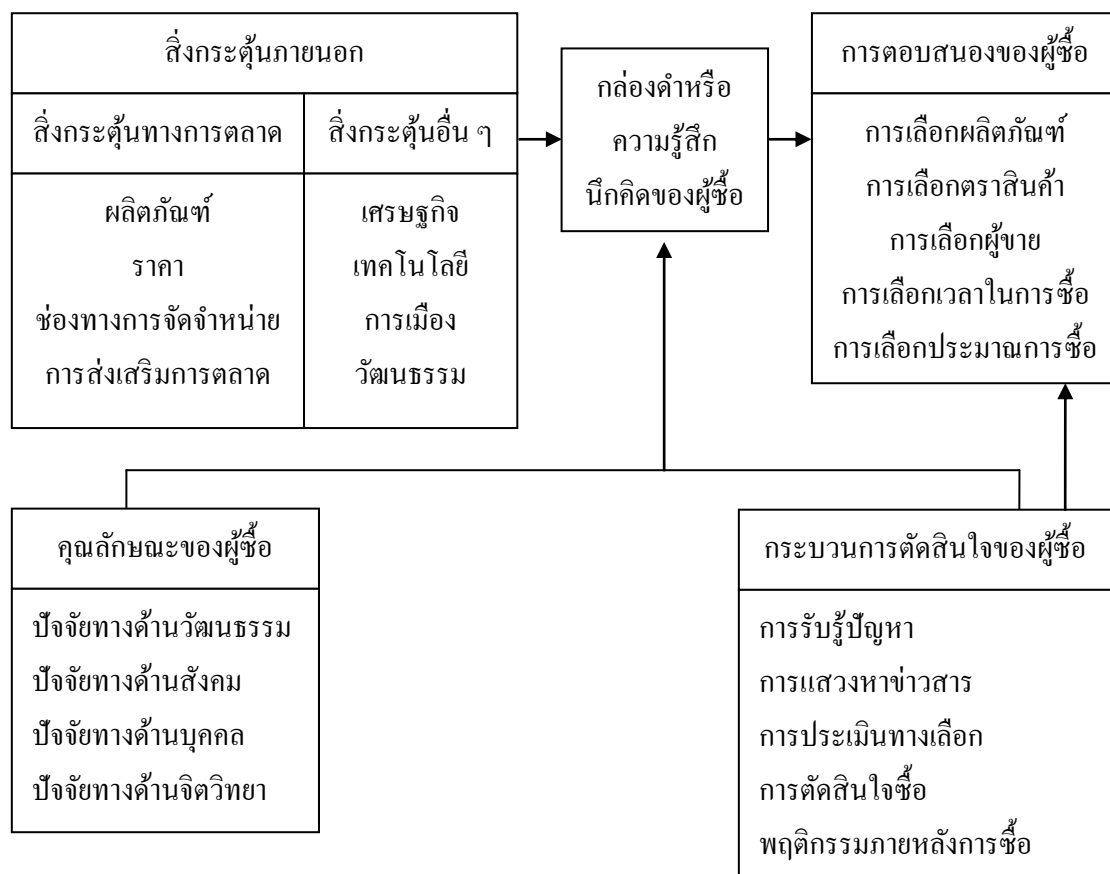 สิ่งกระตุ้นภายนอก
สิ่งกระตุ้นทางการตลาด
ผลิตภัณฑ์
ราคา
ช่องทางการจัดจำหน่าย
การส่งเสริมการตลาด
สิ่งกระตุ้นอื่น ๆ
เศรษฐกิจ
เทคโนโลยี
การเมือง
วัฒนธรรม
กล่องดำหรือ
ความรู้สึก
นึกคิดของผู้ซื้อ
การตอบสนองของผู้ซื้อ
การเลือกผลิตภัณฑ์
การเลือกตราสินค้า
การเลือกผู้ขาย
การเลือกเวลาในการซื้อ
การเลือกประมาณการซื้อ
คุณลักษณะของผู้ซื้อ
ปัจจัยทางด้านวัฒนธรรม
ปัจจัยทางด้านสังคม
ปัจจัยทางด้านบุคคล
ปัจจัยทางด้านจิตวิทยา
กระบวนการตัดสินใจของผู้ซื้อ
การรับรู้ปัญหา
การแสวงหาข่าวสาร
การประเมินทางเลือก
การตัดสินใจซื้อ
พฤติกรรมภายหลังการซื้อ